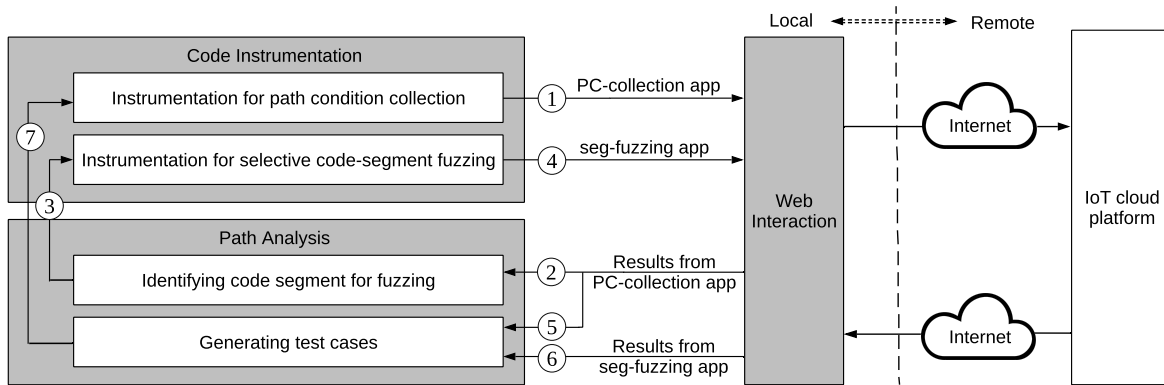 Local
Remote
Code Instrumentation
Instrumentation for path condition collection
1
PC-collection app
7
Instrumentation for selective code-segment fuzzing
4
seg-fuzzing app
3
Web
Interaction
Internet
IoT cloud
platform
Path Analysis
Identifying code segment for fuzzing
2
Results from
PC-collection app
5
Generating test cases
6
Results from
seg-fuzzing app
Internet